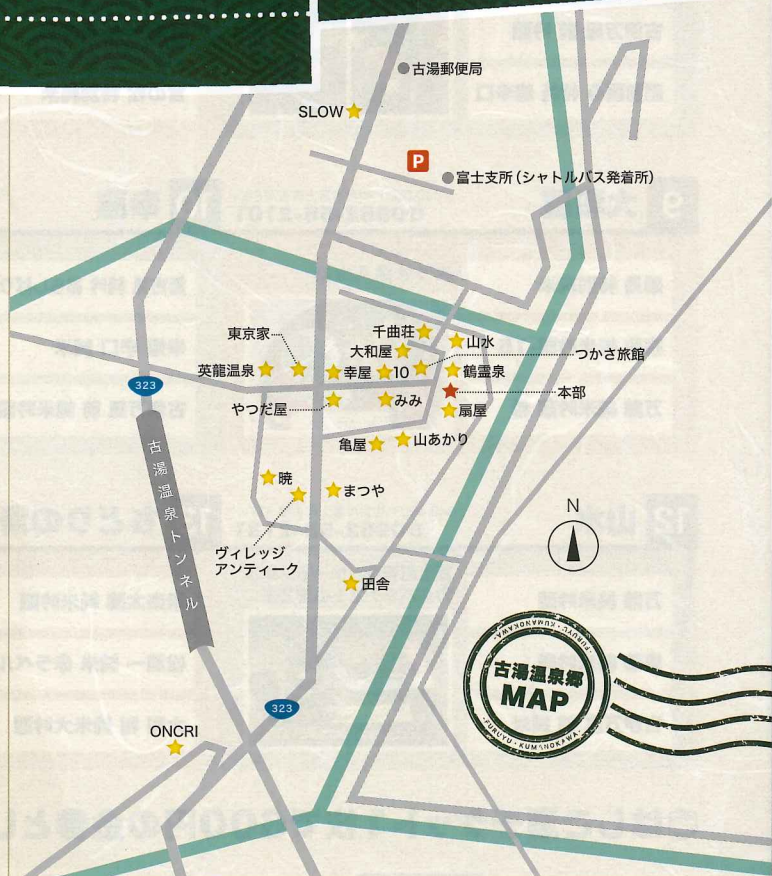 古湯郵便局
SLOW
P
富士支所(シャトルバス発着所)
東京家
千曲荘
山水
大和屋
つかさ旅館
英龍温泉
幸屋
10
鶴霊泉
本部
やつだ屋
みみ
扇屋
亀屋
山あかり
323
古湯温泉トンネル
暁
まつや
N
ヴィレッジ
アンティーク
田舎
FURUYU・KUMANOKAWA
古湯温泉郷
MAP
FURUYU・KUMANOKAWA
323
ONCRI